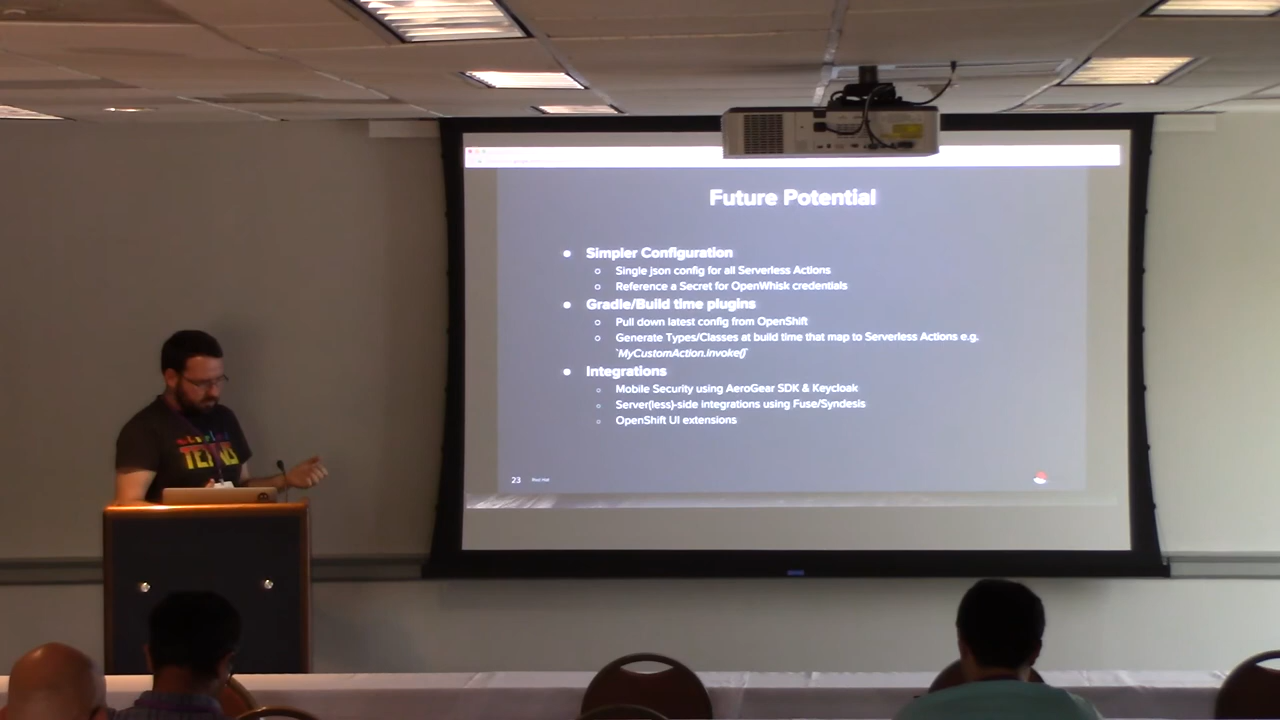 Future Potential
● Simpler Configuration
○ Single json config for all Serverless Actions
○ Reference a Secret for OpenWhisk credentials
● Gradle/Build time plugins
○ Pull down latest config from OpenShift
○ Generate Types/Classes at build time that map to Serverless Actions e.g.
`MyCustomAction.invoke()`
● Integrations
○ Mobile Security using AeroGear SDK & Keycloak
○ Server(less)-side integrations using Fuse/Syndesis
○ OpenShift UI extensions
23 Red Hat